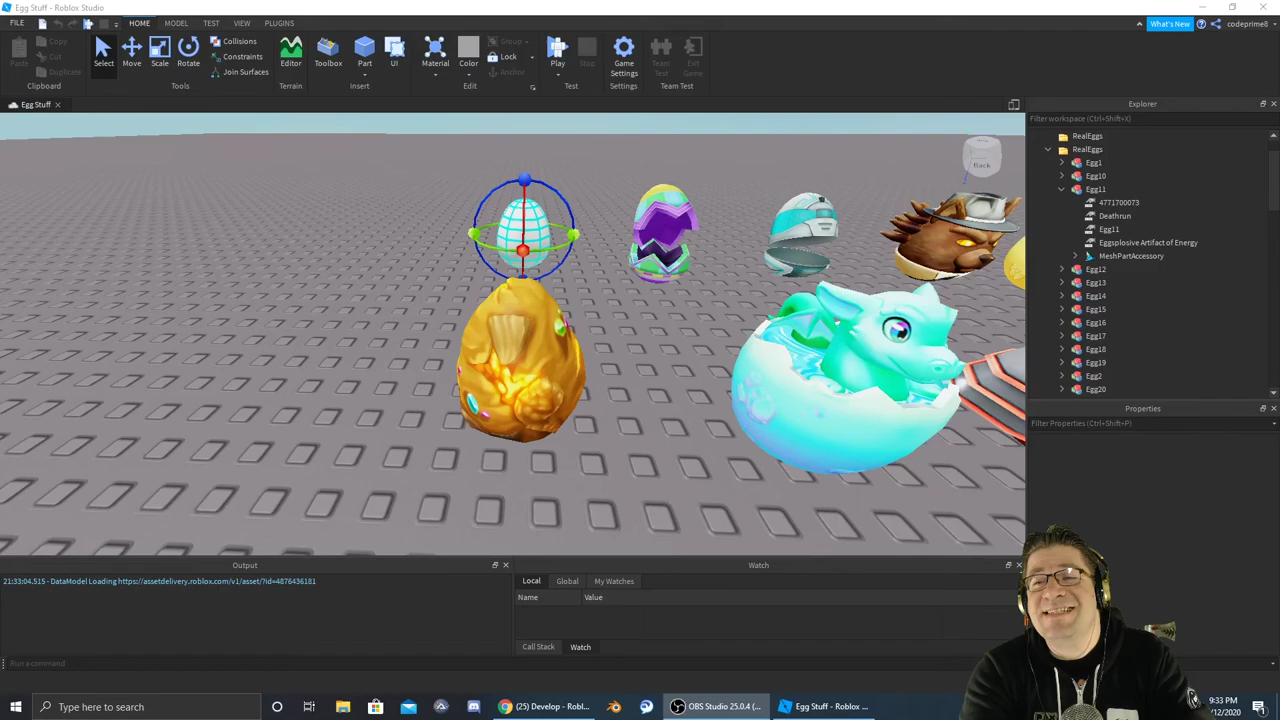 Egg Stuff - Roblox Studio
FILE HOME MODEL TEST VIEW PLUGINS What's New codeprime8
Paste Copy Cut Duplicate Select Move Scale Rotate Collisions Constraints Join Surfaces Editor Toolbox Part UI Material Color Group Lock Anchor Play Stop Game Settings Team Test Exit Game
Clipboard Tools Terrain Insert Edit Test Settings Team Test
Egg Stuff
Back
Explorer
Filter workspace (Ctrl+Shift+X)
RealEggs
RealEggs
Egg1
Egg10
Egg11
4771700073
Deathrun
Egg11
Eggsplosive Artifact of Energy
MeshPartAccessory
Egg12
Egg13
Egg14
Egg15
Egg16
Egg17
Egg18
Egg19
Egg2
Egg20
Properties
Filter Properties (Ctrl+Shift+P)
Output
21:33:04.515 - DataModel Loading https://assetdelivery.roblox.com/v1/asset/?id=4876436181
Watch
Local Global My Watches
Name Value
Call Stack Watch
Run a command
Type here to search
(25) Develop - Robl...
OBS Studio 25.0.4 (...
Egg Stuff - Roblox ...
9:33 PM
/12/2020